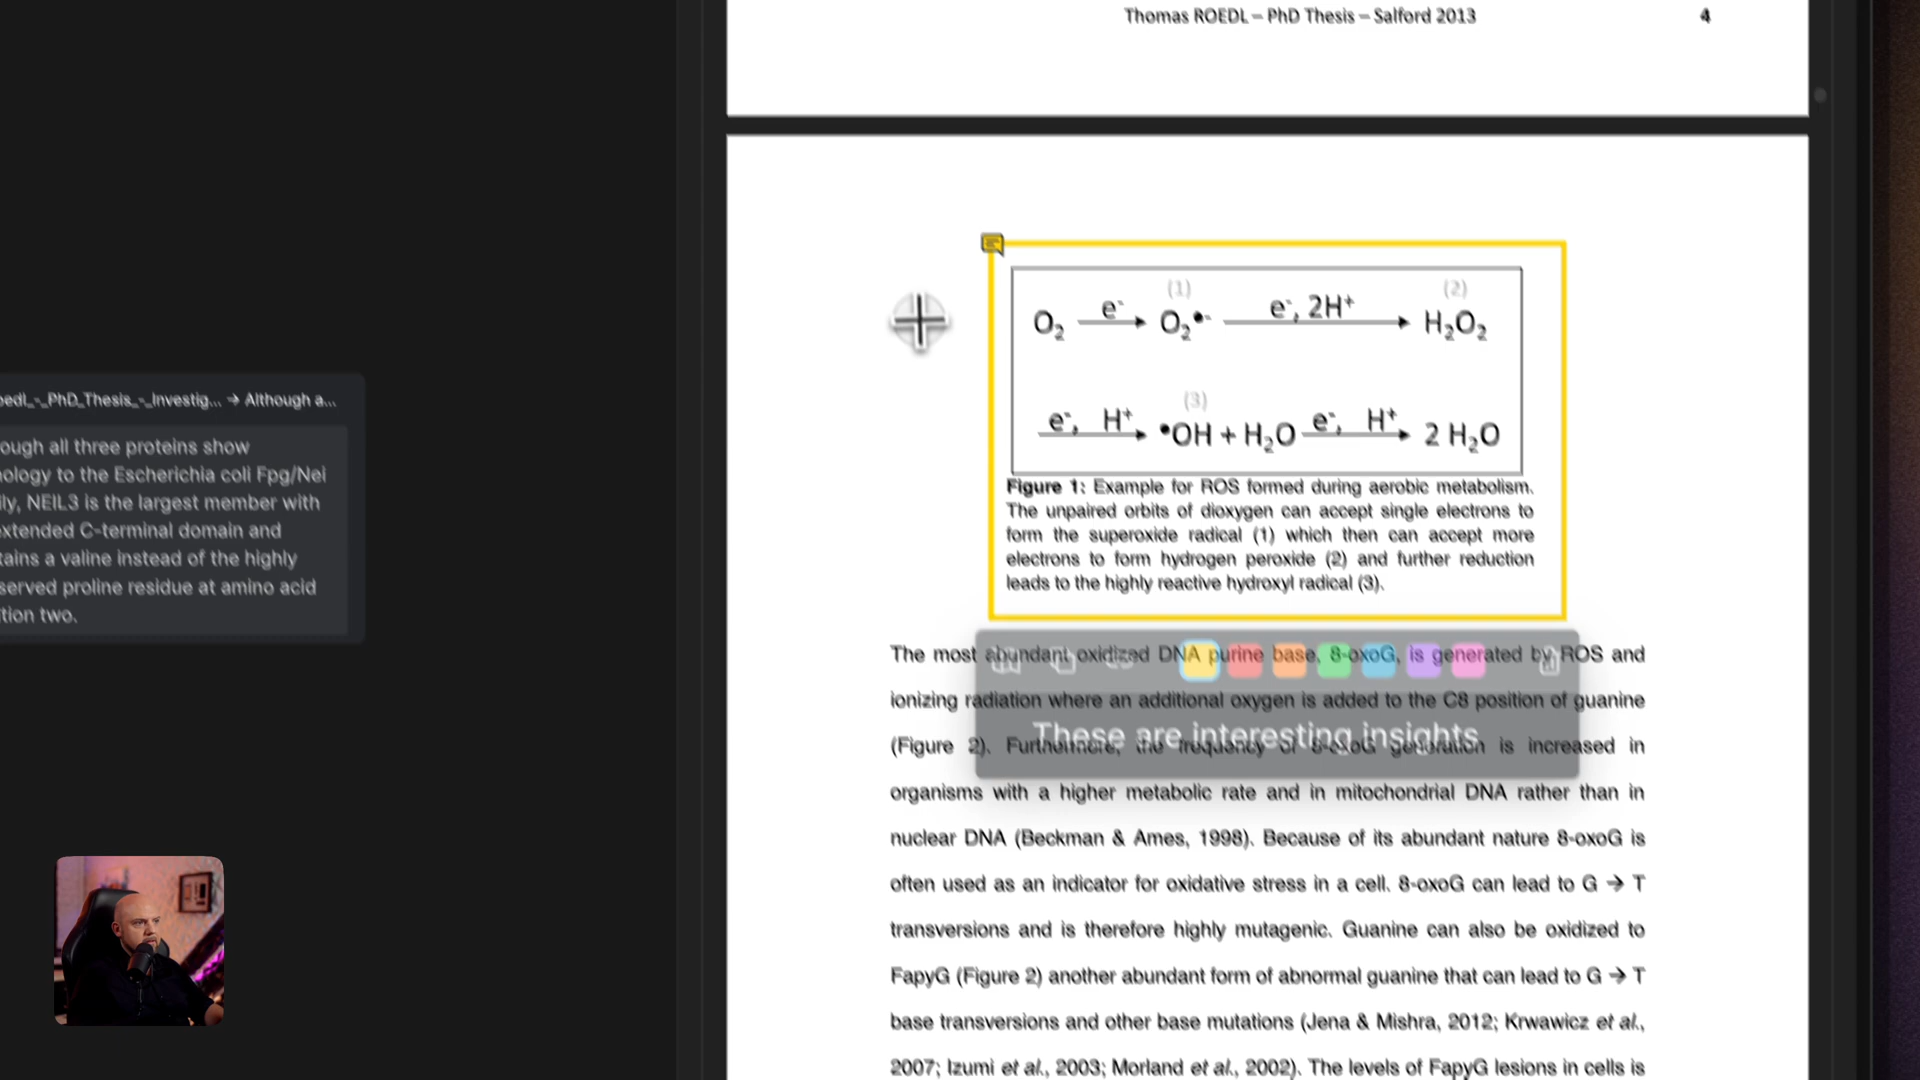 Thomas ROEDL – PhD Thesis – Salford 2013 4
oedl_-_PhD_Thesis_-_Investig... → Although a...
ough all three proteins show
nology to the Escherichia coli Fpg/Nei
ily, NEIL3 is the largest member with
extended C-terminal domain and
tains a valine instead of the highly
served proline residue at amino acid
tion two.
(1) (2)
O₂ e⁻ O₂•⁻ e⁻, 2H⁺ H₂O₂
(3)
e⁻, H⁺ •OH + H₂O e⁻, H⁺ 2 H₂O
Figure 1: Example for ROS formed during aerobic metabolism.
The unpaired orbits of dioxygen can accept single electrons to
form the superoxide radical (1) which then can accept more
electrons to form hydrogen peroxide (2) and further reduction
leads to the highly reactive hydroxyl radical (3).
The most abundant oxidized DNA purine base, 8-oxoG, is generated by ROS and
ionizing radiation where an additional oxygen is added to the C8 position of guanine
These are interesting insights
(Figure 2). Furthermore, the frequency of 8-oxoG generation is increased in
organisms with a higher metabolic rate and in mitochondrial DNA rather than in
nuclear DNA (Beckman & Ames, 1998). Because of its abundant nature 8-oxoG is
often used as an indicator for oxidative stress in a cell. 8-oxoG can lead to G → T
transversions and is therefore highly mutagenic. Guanine can also be oxidized to
FapyG (Figure 2) another abundant form of abnormal guanine that can lead to G → T
base transversions and other base mutations (Jena & Mishra, 2012; Krwawicz et al.,
2007; Izumi et al., 2003; Morland et al., 2002). The levels of FapyG lesions in cells is